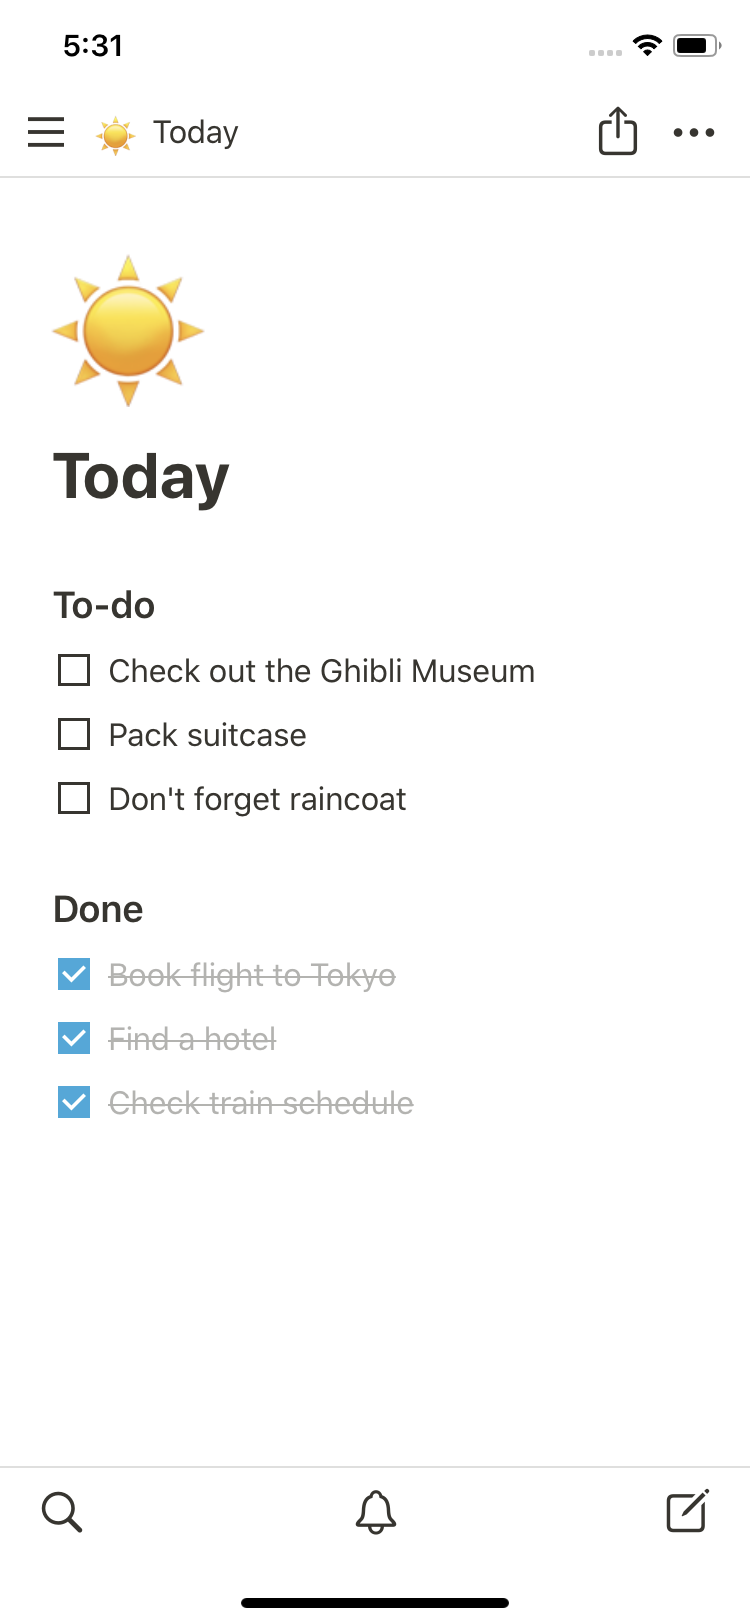 5:31
Today
Today
To-do
Check out the Ghibli Museum
Pack suitcase
Don't forget raincoat
Done
Book flight to Tokyo
Find a hotel
Check train schedule